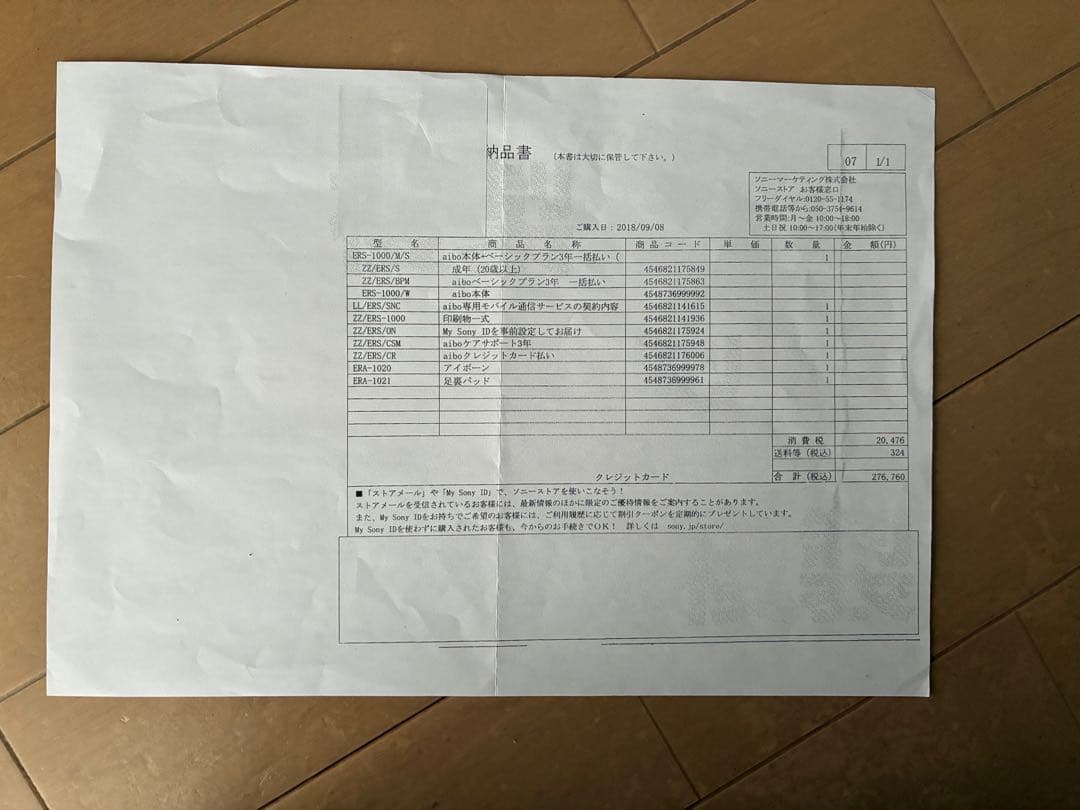 納品書 (本書は大切に保管して下さい。)
07 1/1
ソニーマーケティング株式会社
ソニーストア お客様窓口
フリーダイヤル:0120-55-1174
携帯電話等から:050-3754-9614
営業時間:月～金 10:00～18:00
土日祝 10:00～17:00(年末年始除く)
ご購入日:2018/09/08
型 名 商 品 名 称 商品コード 単 価 数 量 金 額(円)
ERS-1000/M/S aibo本体+ベーシックプラン3年一括払い ( 1
ZZ/ERS/S 成年 (20歳以上) 4546821175849
ZZ/ERS/BPM aiboベーシックプラン3年 一括払い 4546821175863
ERS-1000/W aibo本体 4548736999992
LL/ERS/SNC aibo専用モバイル通信サービスの契約内容 4546821141615 1
ZZ/ERS-1000 印刷物一式 4546821141936 1
ZZ/ERS/ON My Sony IDを事前設定してお届け 4546821175924 1
ZZ/ERS/CSM aiboケアサポート3年 4546821175948 1
ZZ/ERS/CR aiboクレジットカード払い 4546821176006 1
ERA-1020 アイボーン 4548736999978 1
ERA-1021 足裏パッド 4548736999961 1
消費税 20,476
送料等(税込) 324
クレジットカード 合 計(税込) 276,760
■「ストアメール」や「My Sony ID」で、ソニーストアを使いこなそう!
ストアメールを受信されているお客様には、最新情報のほかに限定のご優待情報をご案内することがあります。
また、My Sony IDをお持ちでご希望のお客様には、ご利用履歴に応じて割引クーポンを定期的にプレゼントしています。
My Sony IDを使わずに購入されたお客様も、今からのお手続きでOK! 詳しくは sony.jp/store/